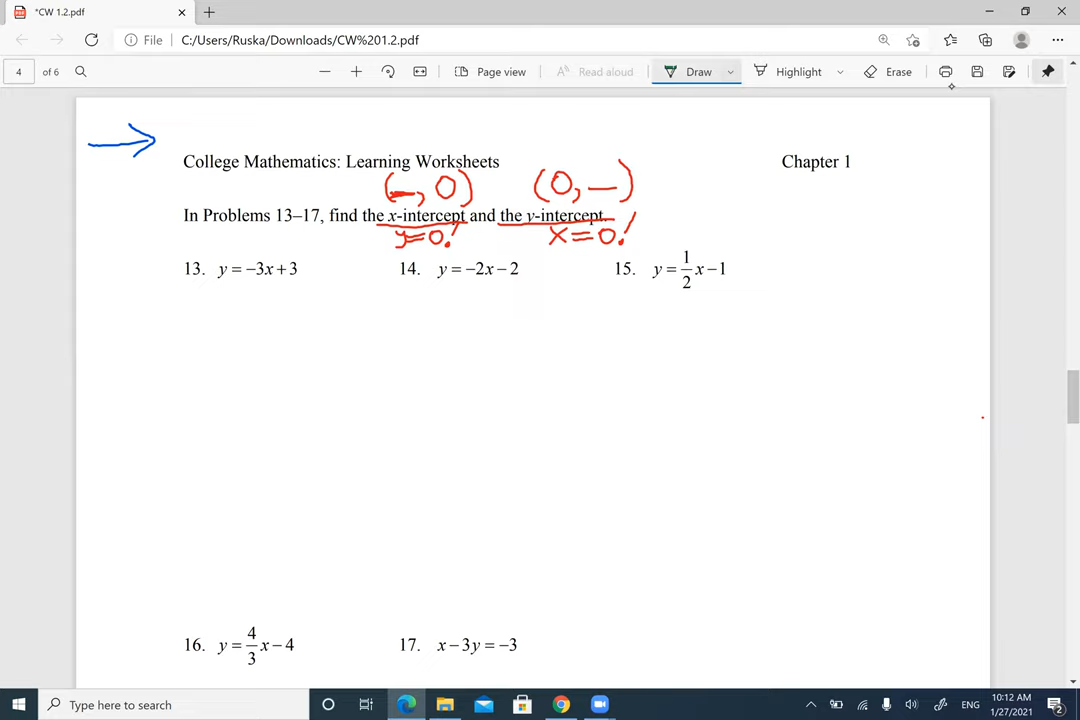 *CW 1.2.pdf
File C:/Users/Ruska/Downloads/CW%201.2.pdf
4 of 6 Page view Read aloud Draw Highlight Erase
College Mathematics: Learning Worksheets Chapter 1
(_, 0) (0, _)
In Problems 13–17, find the x-intercept and the y-intercept.
y=0! x=0!
13. y = −3x + 3 14. y = −2x − 2 15. y = 1/2 x − 1
16. y = 4/3 x − 4 17. x − 3y = −3
Type here to search ENG 10:12 AM
1/27/2021 2